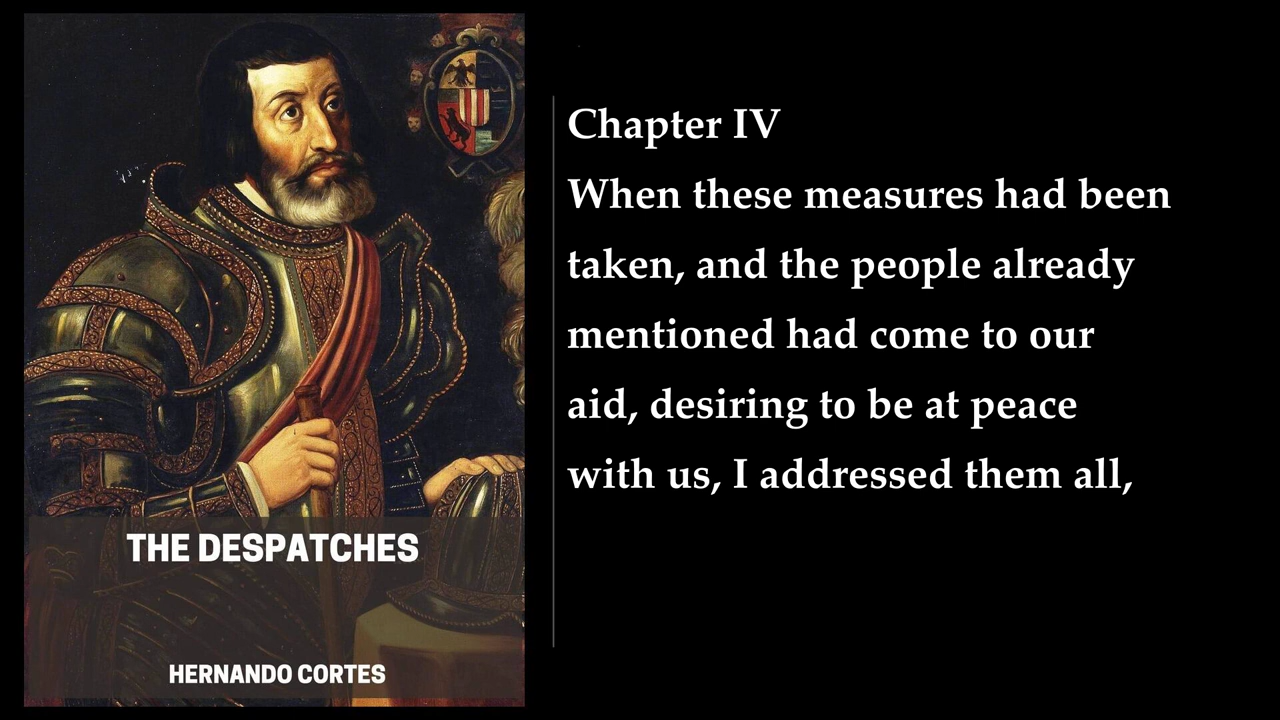 THE DESPATCHES
HERNANDO CORTES
Chapter IV
When these measures had been
taken, and the people already
mentioned had come to our
aid, desiring to be at peace
with us, I addressed them all,